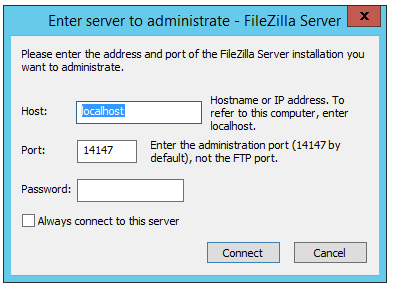 Enter server to administrate - FileZilla Server
x
Please enter the address and port of the FileZilla Server installation you
want to administrate.
Host:
localhost
Hostname or IP address. To
refer to this computer, enter
localhost.
Port:
14147
Enter the administration port (14147 by
default), not the FTP port.
Password:
Always connect to this server
Connect
Cancel